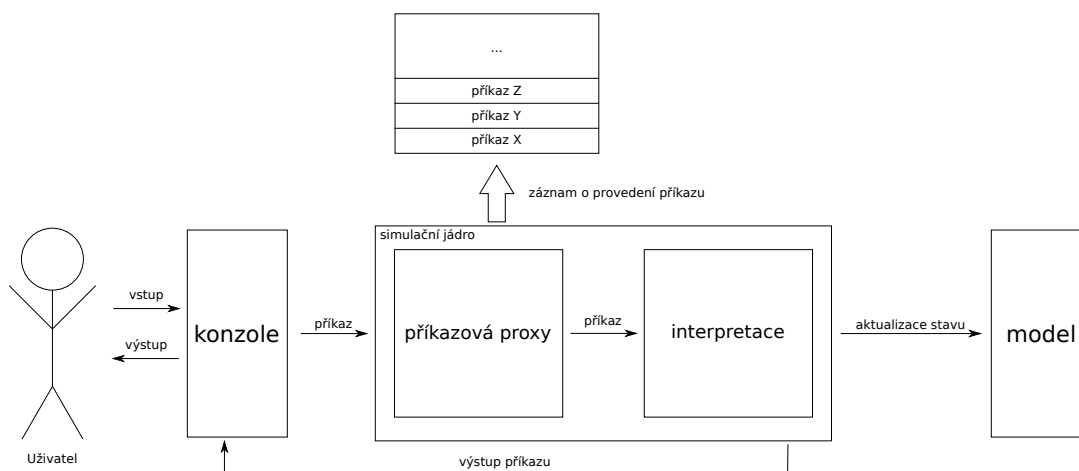 ...
příkaz Z
příkaz Y
příkaz X
záznam o provedení příkazu
simulační jádro
vstup
výstup
konzole
příkaz
příkazová proxy
příkaz
interpretace
aktualizace stavu
model
Uživatel
výstup příkazu